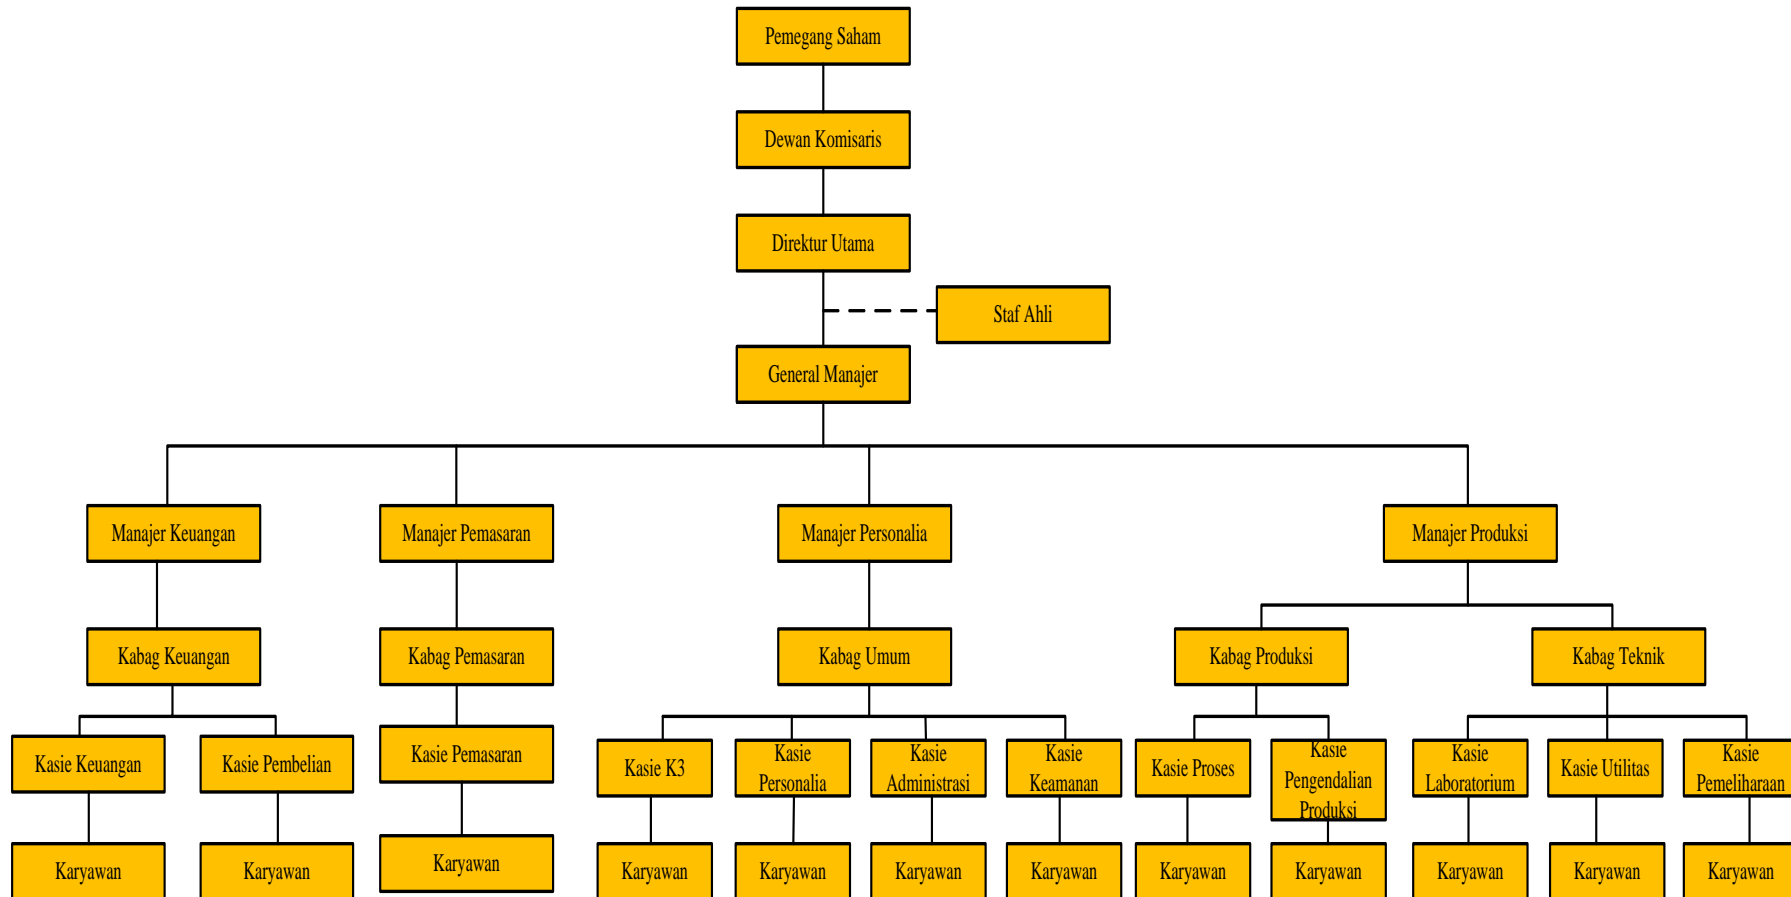 Pemegang Saham
Dewan Komisaris
Direktur Utama
Staf Ahli
General Manajer
Manajer Keuangan
Manajer Pemasaran
Manajer Personalia
Manajer Produksi
Kabag Keuangan
Kabag Pemasaran
Kabag Umum
Kabag Produksi
Kabag Teknik
Kasie Keuangan
Kasie Pembelian
Kasie Pemasaran
Kasie K3
Kasie
Personalia
Kasie
Administrasi
Kasie
Keamanan
Kasie Proses
Kasie
Pengendalian
Produksi
Kasie
Laboratorium
Kasie Utilitas
Kasie
Pemeliharaan
Karyawan
Karyawan
Karyawan
Karyawan
Karyawan
Karyawan
Karyawan
Karyawan
Karyawan
Karyawan
Karyawan
Karyawan